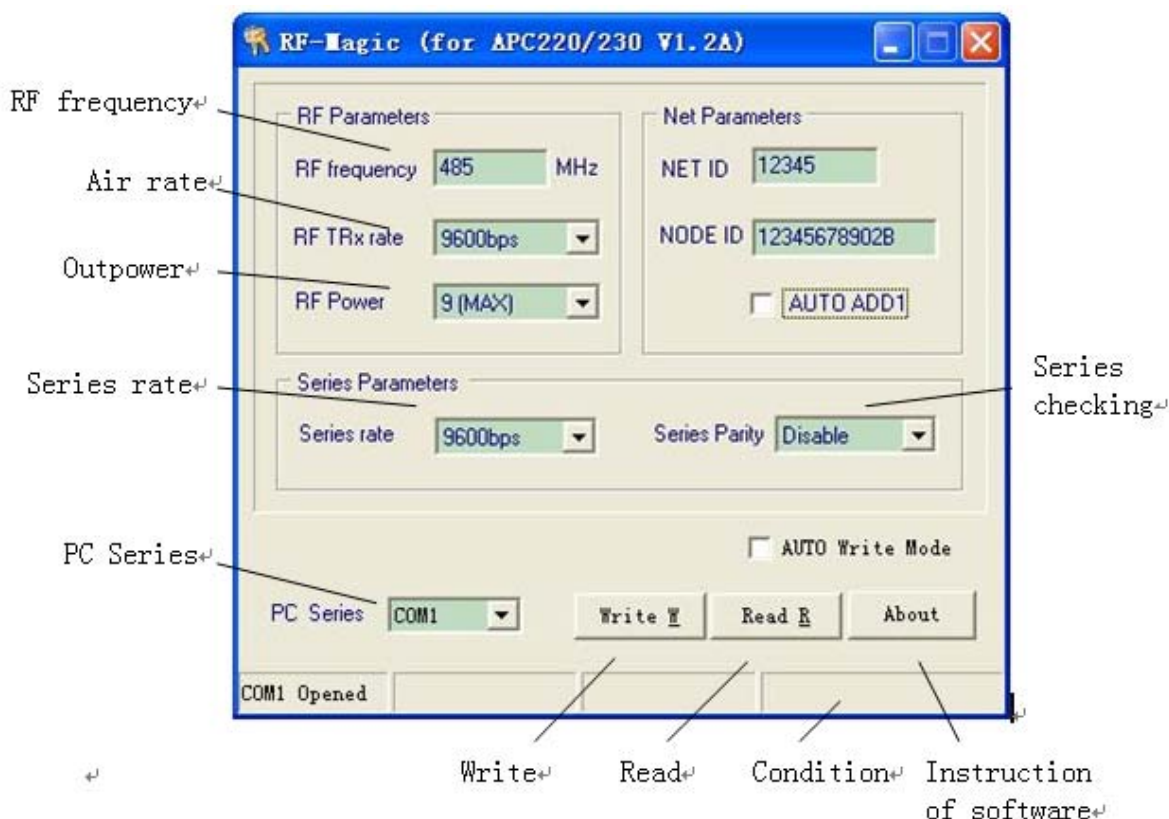 RF-Magic (for APC220/230 V1.2A)
RF frequency
RF Parameters
Net Parameters
RF frequency 485 MHz
NET ID 12345
Air rate
RF TRx rate 9600bps
NODE ID 12345678902B
Outpower
RF Power 9 (MAX)
AUTO ADD1
Series rate
Series Parameters
Series
checking
Series rate 9600bps
Series Parity Disable
PC Series
AUTO Write Mode
PC Series COM1
Write W
Read R
About
COM1 Opened
Write
Read
Condition
Instruction
of software